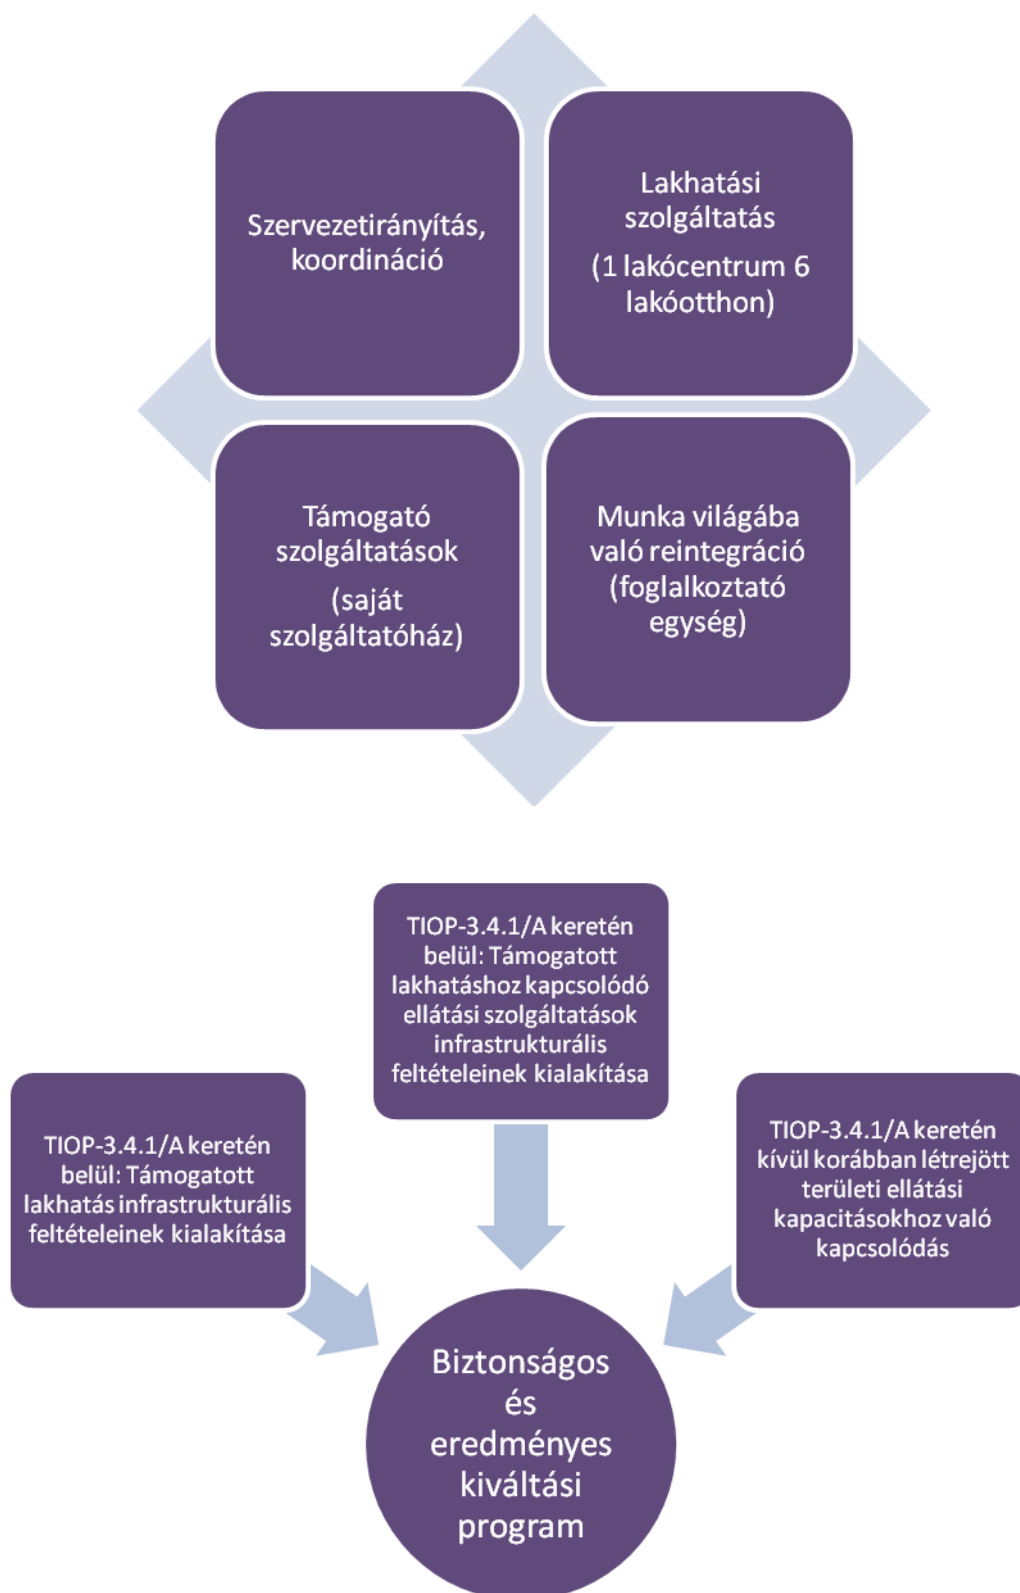 Szervezetirányítás,
koordináció
Lakhatási
szolgáltatás
(1 lakócentrum 6
lakóotthon)
Támogató
szolgáltatások
(saját
szolgáltatóház)
Munka világába
való reintegráció
(foglalkoztató
egység)
TIOP-3.4.1/A keretén
belül: Támogatott
lakhatáshoz kapcsolódó
ellátási szolgáltatások
infrastrukturális
feltételeinek kialakítása
TIOP-3.4.1/A keretén
belül: Támogatott
lakhatás infrastrukturális
feltételeinek kialakítása
TIOP-3.4.1/A keretén
kívül korábban létrejött
területi ellátási
kapacitásokhoz való
kapcsolódás
Biztonságos
és
eredményes
kiváltási
program